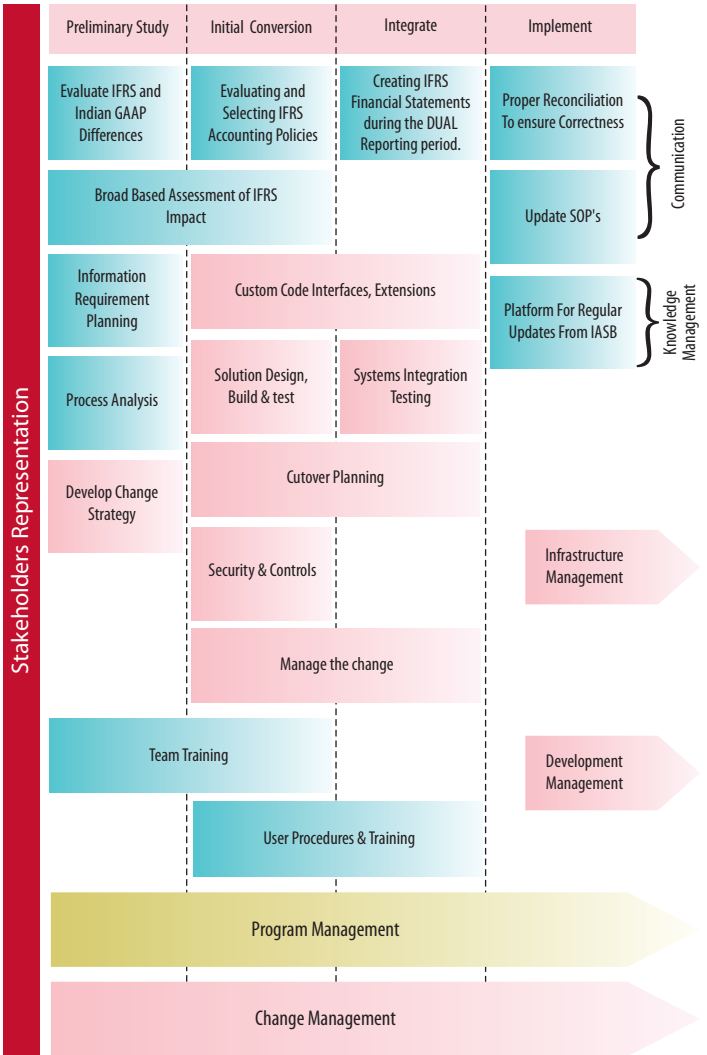 Preliminary Study
Initial Conversion
Integrate
Implement
Evaluate IFRS and
Indian GAAP
Differences
Evaluating and
Selecting IFRS
Accounting Policies
Creating IFRS
Financial Statements
during the DUAL
Reporting period.
Proper Reconciliation
To ensure Correctness
Communication
Broad Based Assessment of IFRS
Impact
Update SOP's
Information
Requirement
Planning
Custom Code Interfaces, Extensions
Platform For Regular
Updates From IASB
Knowledge
Management
Process Analysis
Solution Design,
Build & test
Systems Integration
Testing
Develop Change
Strategy
Cutover Planning
Security & Controls
Infrastructure
Management
Manage the change
Stakeholders Representation
Team Training
Development
Management
User Procedures & Training
Program Management
Change Management